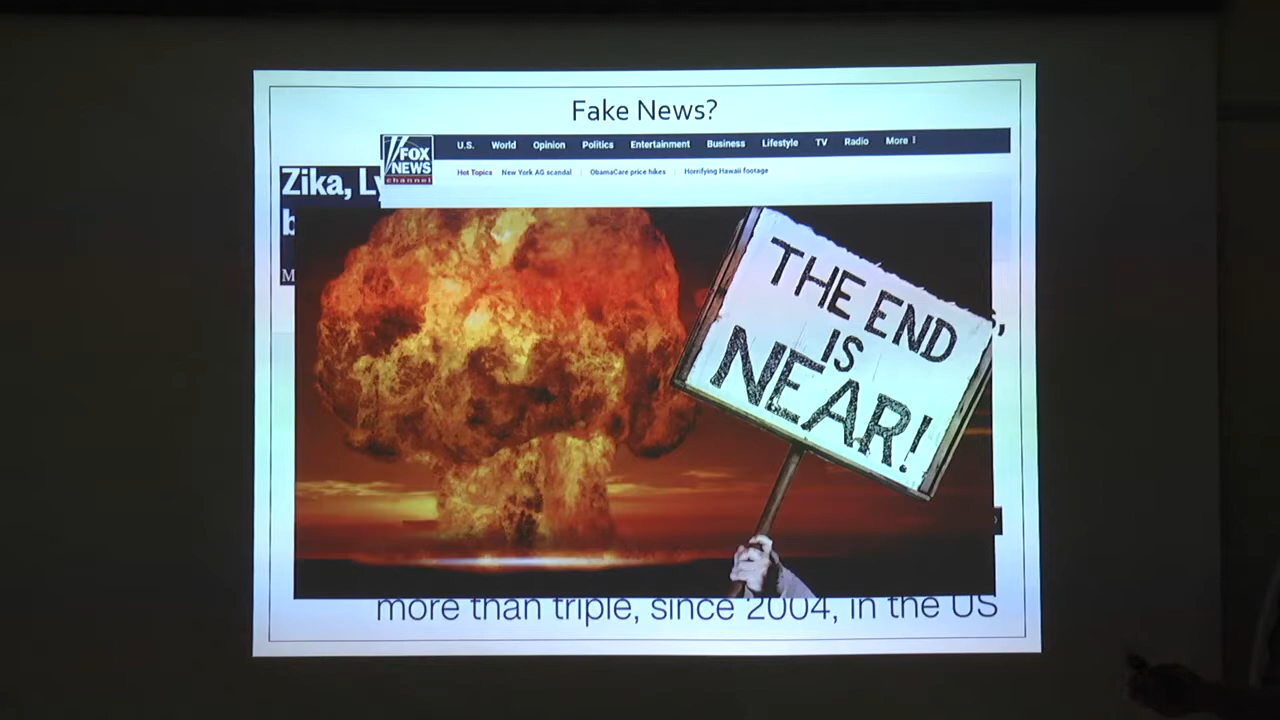 Fake News?
FOX
NEWS
channel
U.S. World Opinion Politics Entertainment Business Lifestyle TV Radio More
Hot Topics New York AG scandal ObamaCare price hikes Horrifying Hawaii footage
Zika, Ly
b
M
THE END
IS
NEAR!
s,
more than triple, since 2004, in the US